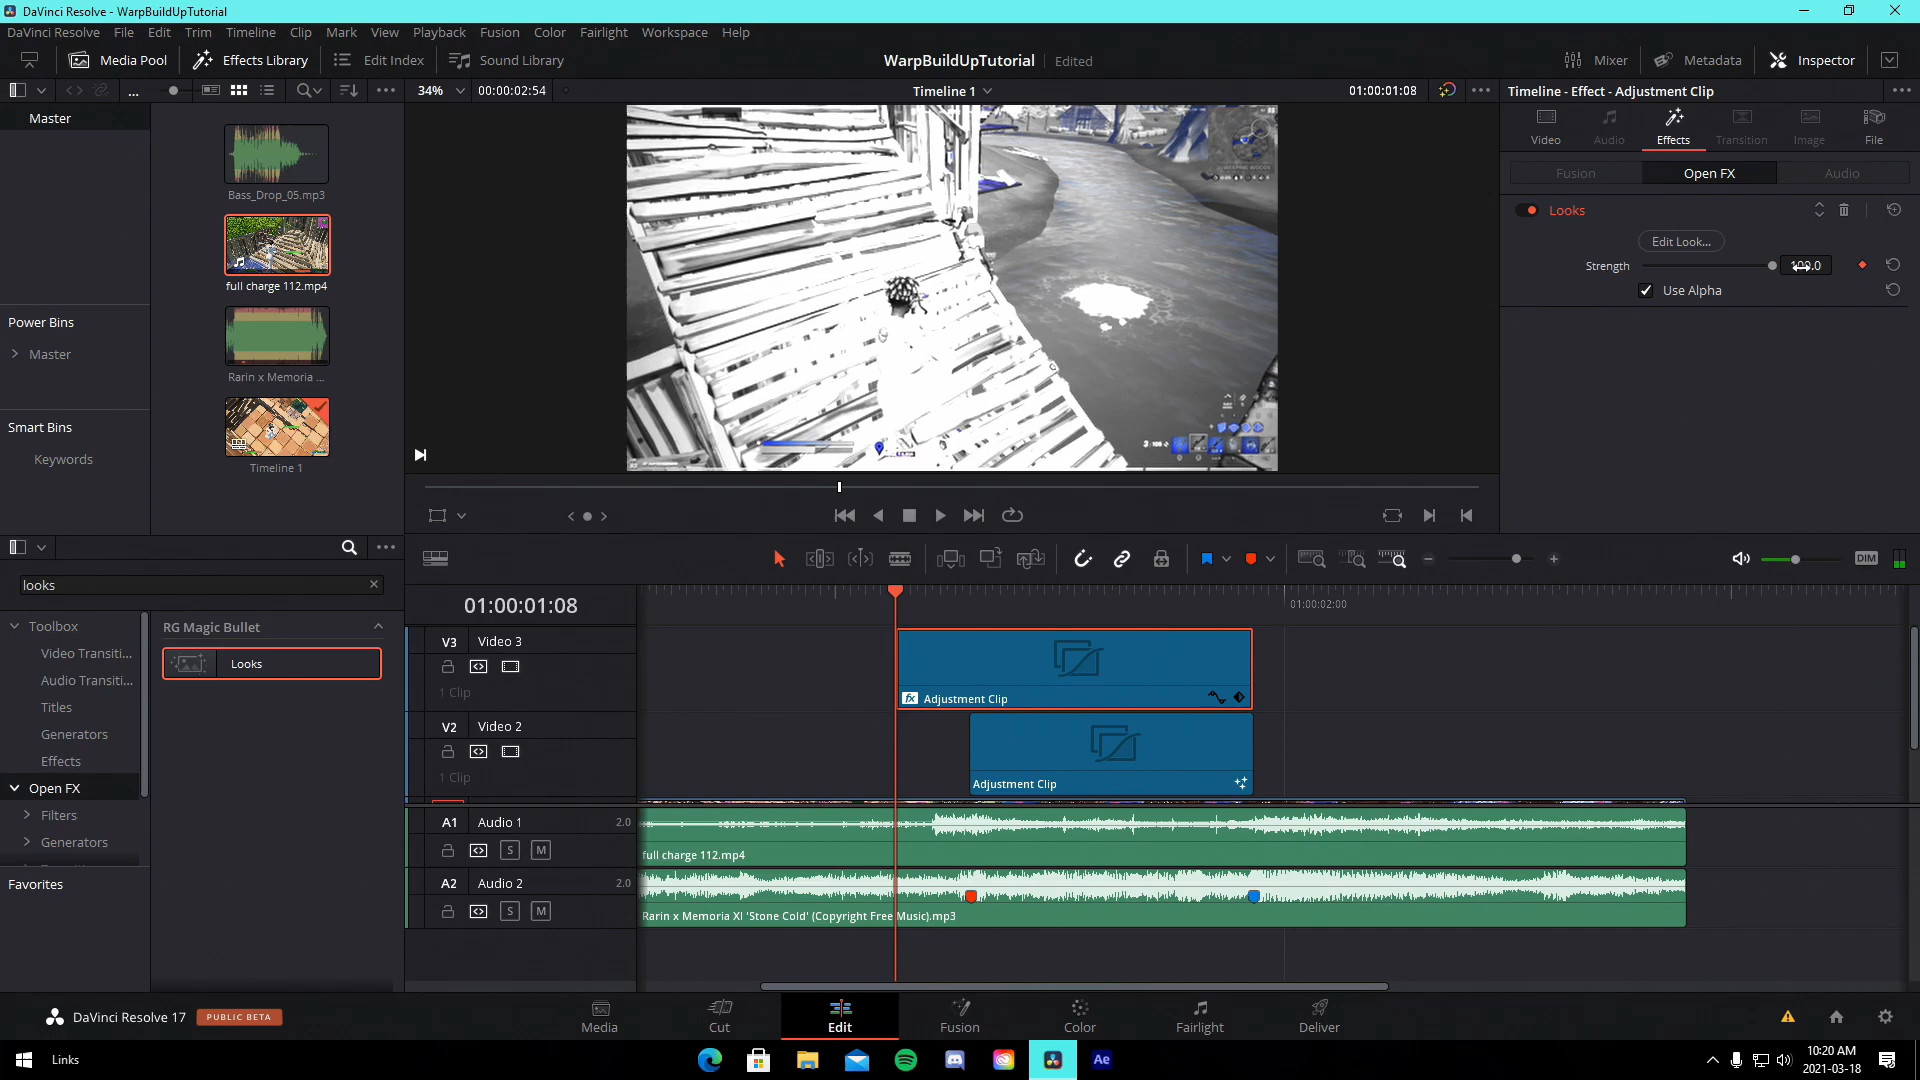 DaVinci Resolve - WarpBuildUpTutorial
DaVinci Resolve File Edit Trim Timeline Clip Mark View Playback Fusion Color Fairlight Workspace Help
Media Pool Effects Library Edit Index Sound Library
WarpBuildUpTutorial Edited
Mixer Metadata Inspector
34% 00:00:02:54 Timeline 1 01:00:01:08
Timeline - Effect - Adjustment Clip
Master
Video Audio Effects Transition Image File
Fusion Open FX Audio
Looks
Edit Look...
Strength
Use Alpha
Bass_Drop_05.mp3
full charge 112.mp4
Rarin x Memoria ...
Timeline 1
Power Bins
Master
Smart Bins
Keywords
looks
Toolbox
Video Transiti...
Audio Transiti...
Titles
Generators
Effects
Open FX
Filters
Generators
Favorites
RG Magic Bullet
Looks
DIM
01:00:01:08
01:00:02:00
V3 Video 3
1 Clip
fx Adjustment Clip
V2 Video 2
1 Clip
Adjustment Clip
A1 Audio 1 2.0
S M
full charge 112.mp4
A2 Audio 2 2.0
S M
Rarin x Memoria XI 'Stone Cold' (Copyright Free Music).mp3
DaVinci Resolve 17 PUBLIC BETA
Media Cut Edit Fusion Color Fairlight Deliver
Links
Ae
10:20 AM
2021-03-18